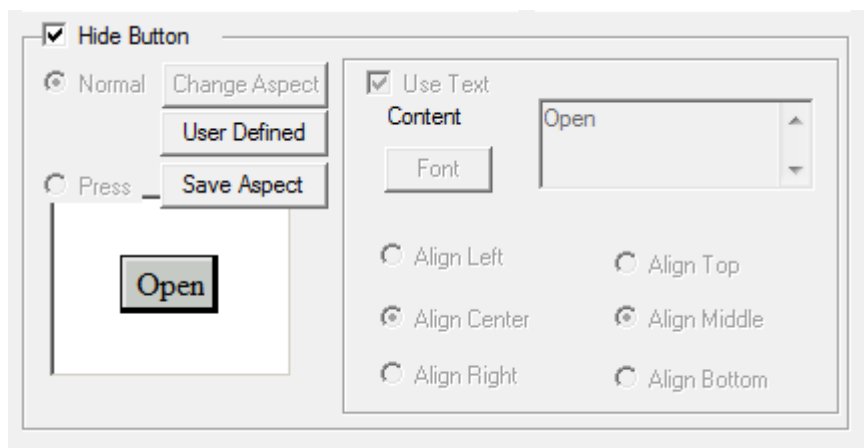 Hide Button
Normal
Change Aspect
User Defined
Press
Save Aspect
Open
Use Text
Content
Open
Font
Align Left
Align Top
Align Center
Align Middle
Align Right
Align Bottom